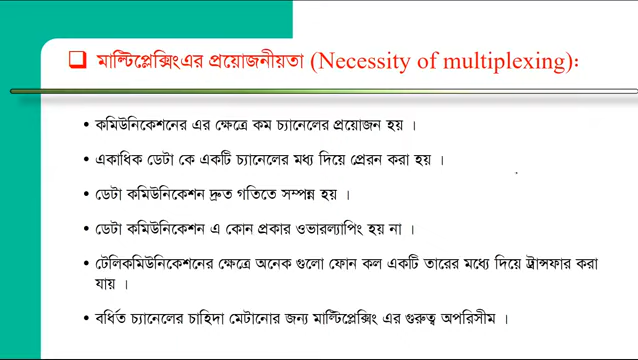 মাল্টিপ্লেক্সিংএর প্রয়োজনীয়তা (Necessity of multiplexing):
• কমিউনিকেশনের এর ক্ষেত্রে কম চ্যানেলের প্রয়োজন হয় ।
• একাধিক ডেটা কে একটি চ্যানেলের মধ্য দিয়ে প্রেরন করা হয় ।
• ডেটা কমিউনিকেশন দ্রুত গতিতে সম্পন্ন হয় ।
• ডেটা কমিউনিকেশন এ কোন প্রকার ওভারল্যাপিং হয় না ।
• টেলিকমিউনিকেশনের ক্ষেত্রে অনেক গুলো ফোন কল একটি তারের মধ্যে দিয়ে ট্রান্সফার করা
যায় ।
• বর্ধিত চ্যানেলের চাহিদা মেটানোর জন্য মাল্টিপ্লেক্সিং এর গুরুত্ব অপরিসীম ।